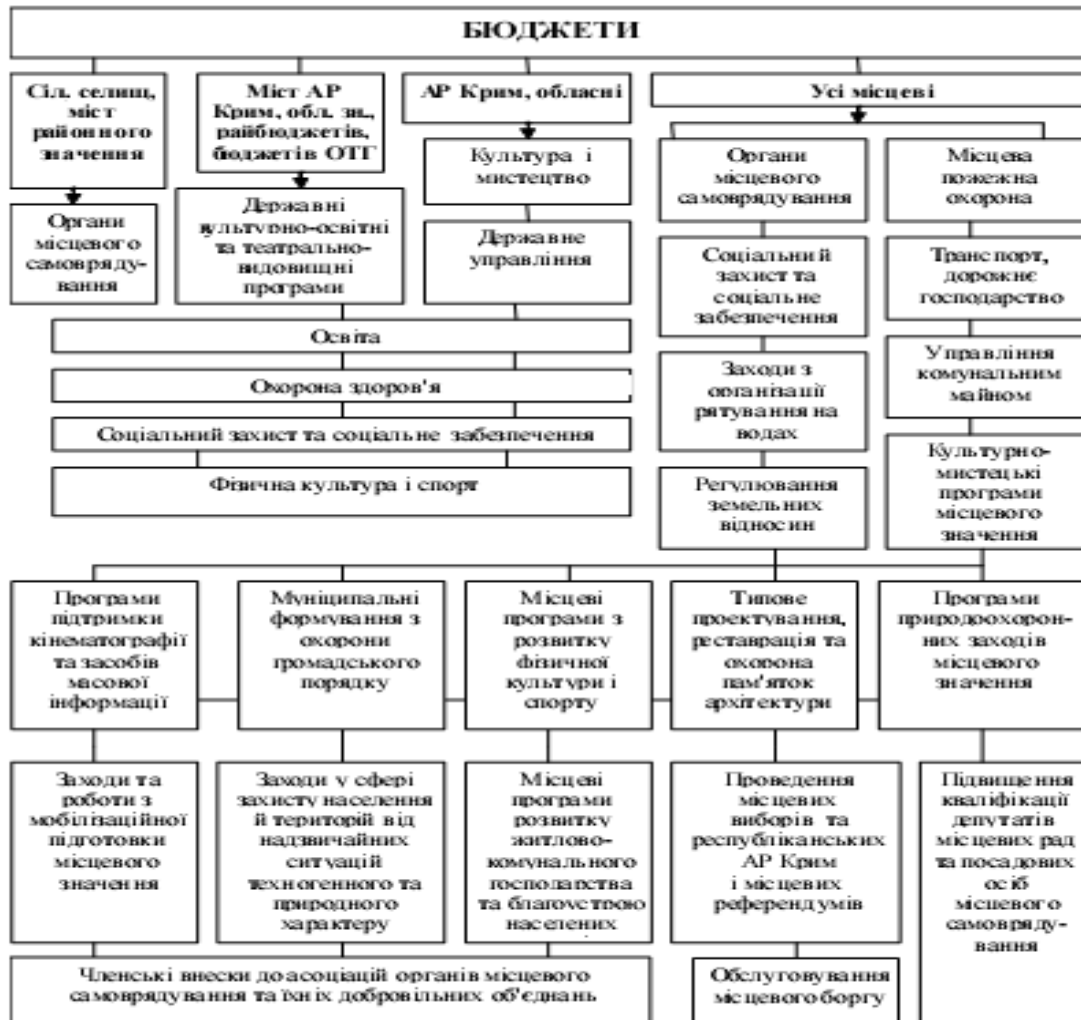 БЮДЖЕТИ
Сіл. селищ,
міст
районного
значення
Міст АР
Крим, обл. зн.,
райбюджетів,
бюджетів ОТГ
АР Крим, обласні
Усі місцеві
Органи
місцевого
самовряду-
вання
Державні
культурно-освітні
та театрально-
видовищні
програми
Культура і
мистецтво
Державне
управління
Органи
місцевого
самоврядування
Місцева
пожежна
охорона
Соціальний
захист та
соціальне
забезпечення
Транспорт,
дорожнє
господарство
Освіта
Охорона здоров'я
Соціальний захист та соціальне забезпечення
Фізична культура і спорт
Заходи з
організації
рятування на
водах
Управління
комунальним
майном
Регулювання
земельних
відносин
Культурно-
мистецькі
програми
місцевого
значення
Програми
підтримки
кінематографії
та засобів
масової
інформації
Муніципальні
формування з
охорони
громадського
порядку
Місцеві
програми з
розвитку
фізичної
культури і
спорту
Типове
проектування,
реставрація та
охорона
пам'яток
архітектури
Програми
природоохорон-
них заходів
місцевого
значення
Заходи та
роботи з
мобілізаційної
підготовки
місцевого
значення
Заходи у сфері
захисту населення
й територій від
надзвичайних
ситуацій
техногенного та
природного
характеру
Місцеві
програми
розвитку
житлово-
комунального
господарства
та благоустрою
населених
Проведення
місцевих
виборів та
республіканських
АР Крим
і місцевих
референдумів
Підвищення
кваліфікації
депутатів
місцевих рад
та посадових
осіб
місцевого
самовряду-
вання
Членські внески до асоціацій органів місцевого
самоврядування та їхніх добровільних об'єднань
Обслуговування
місцевого боргу